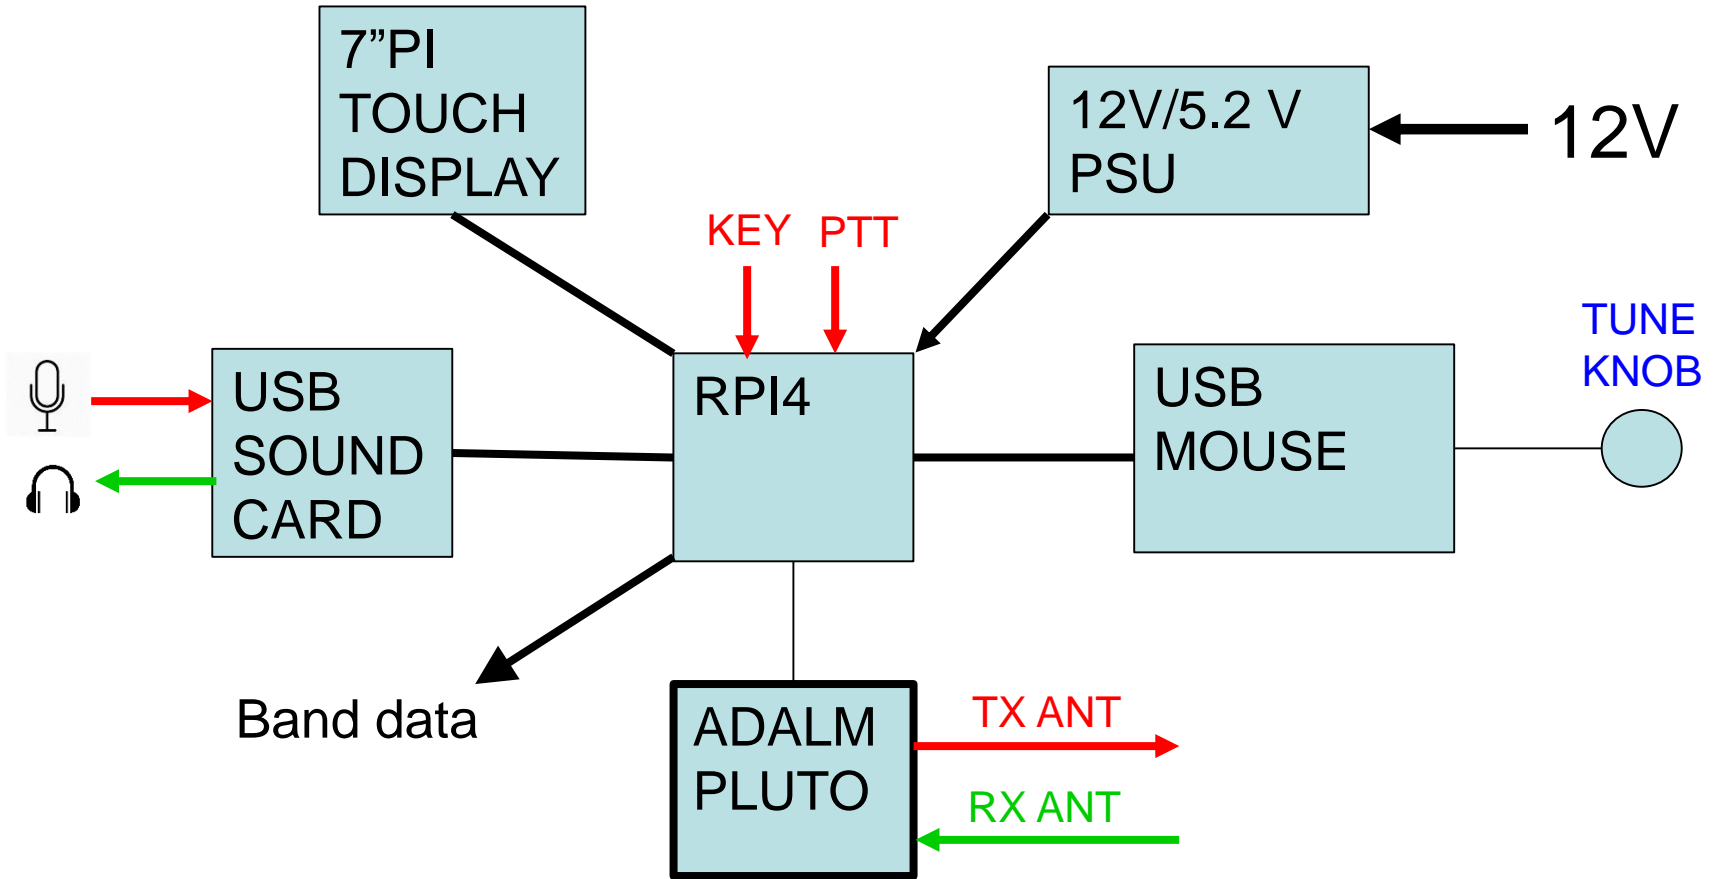 7”PI
TOUCH
DISPLAY
12V/5.2 V
PSU
12V
KEY
PTT
TUNE
KNOB
USB
SOUND
CARD
RPI4
USB
MOUSE
Band data
ADALM
PLUTO
TX ANT
RX ANT